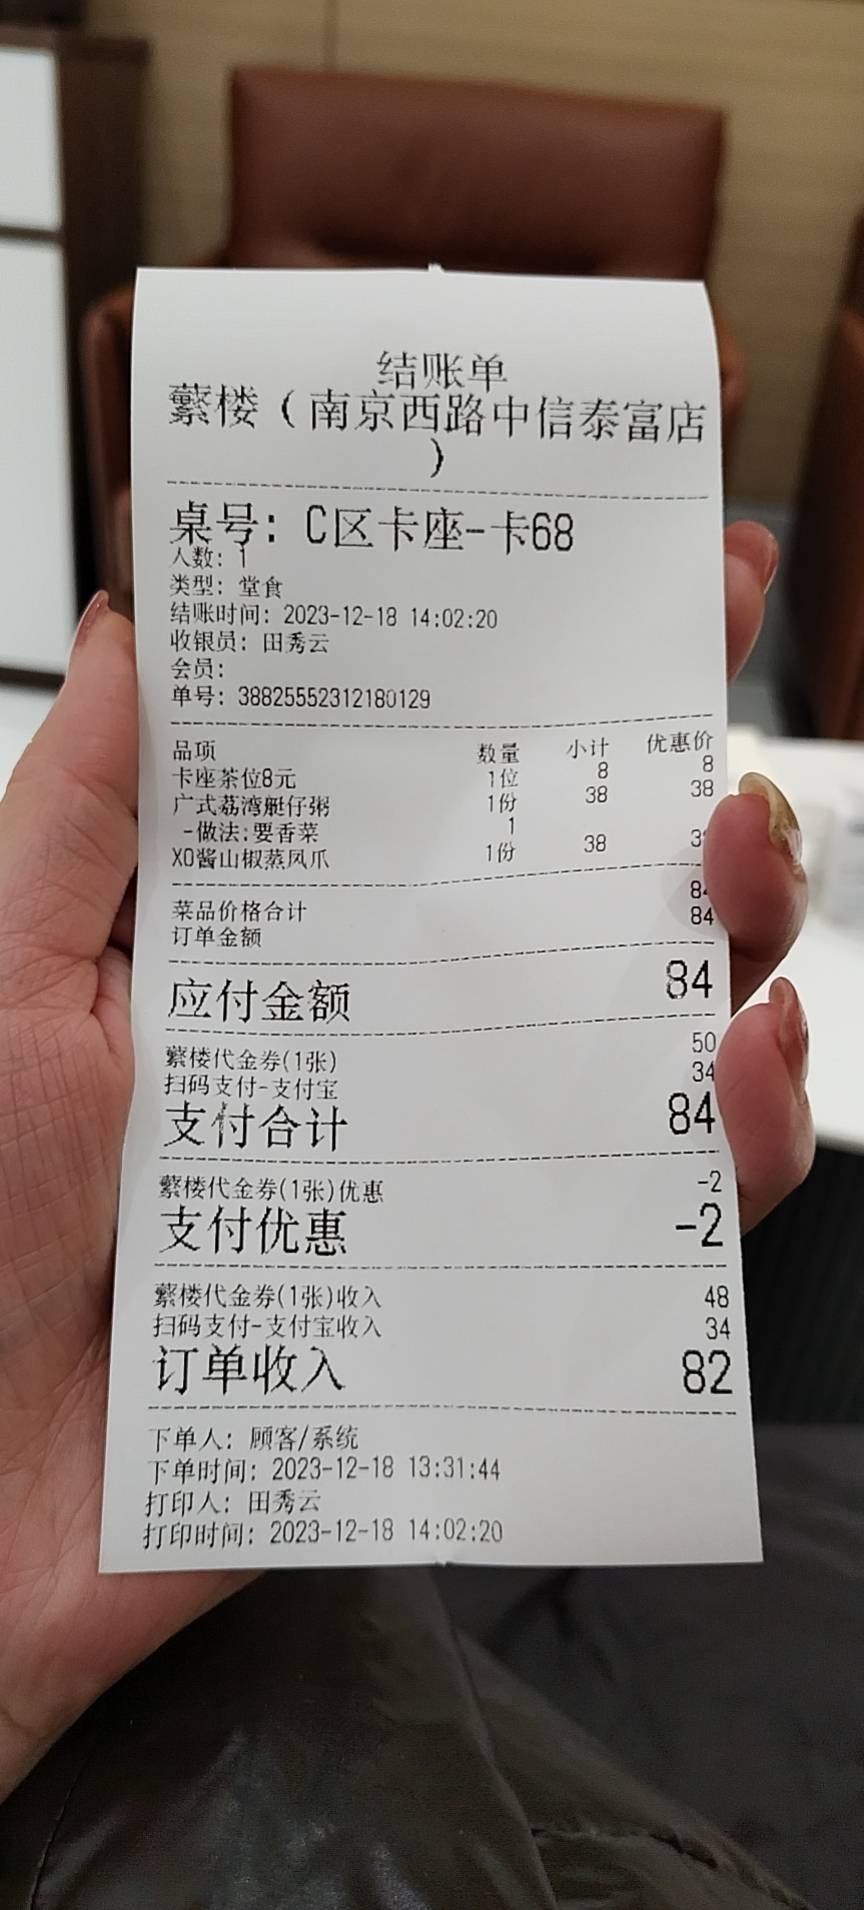 结账单
蘩楼（南京西路中信泰富店
）
桌号：C区卡座-卡68
人数：1
类型：堂食
结账时间：2023-12-18 14:02:20
收银员：田秀云
会员：
单号：388255552312180129
品项 数量 小计 优惠价
卡座茶位8元 1位 8 8
广式荔湾艇仔粥 1份 38 38
-做法:要香菜 1
XO酱山椒蒸凤爪 1份 38
菜品价格合计 84
订单金额 84
应付金额 84
蘩楼代金券(1张) 50
扫码支付-支付宝 34
支付合计 84
蘩楼代金券(1张)优惠 -2
支付优惠 -2
蘩楼代金券(1张)收入 48
扫码支付-支付宝收入 34
订单收入 82
下单人：顾客/系统
下单时间：2023-12-18 13:31:44
打印人：田秀云
打印时间：2023-12-18 14:02:20